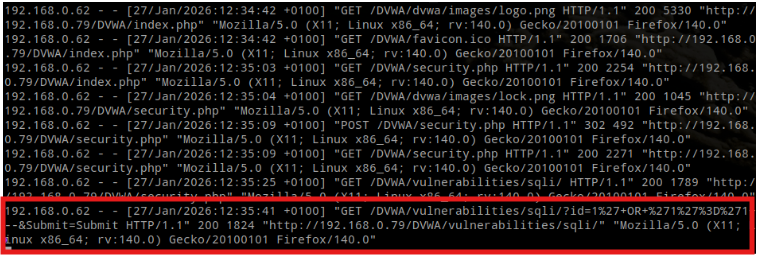 192.168.0.62 - - [27/Jan/2026:12:34:42 +0100] "GET /DVWA/dvwa/images/logo.png HTTP/1.1" 200 5330 "http://
192.168.0.79/DVWA/index.php" "Mozilla/5.0 (X11; Linux x86_64; rv:140.0) Gecko/20100101 Firefox/140.0"
192.168.0.62 - - [27/Jan/2026:12:34:42 +0100] "GET /DVWA/favicon.ico HTTP/1.1" 200 1706 "http://192.168.0
.79/DVWA/index.php" "Mozilla/5.0 (X11; Linux x86_64; rv:140.0) Gecko/20100101 Firefox/140.0"
192.168.0.62 - - [27/Jan/2026:12:35:03 +0100] "GET /DVWA/security.php HTTP/1.1" 200 2254 "http://192.168.
0.79/DVWA/index.php" "Mozilla/5.0 (X11; Linux x86_64; rv:140.0) Gecko/20100101 Firefox/140.0"
192.168.0.62 - - [27/Jan/2026:12:35:04 +0100] "GET /DVWA/dvwa/images/lock.png HTTP/1.1" 200 1045 "http://
192.168.0.79/DVWA/security.php" "Mozilla/5.0 (X11; Linux x86_64; rv:140.0) Gecko/20100101 Firefox/140.0"
192.168.0.62 - - [27/Jan/2026:12:35:09 +0100] "POST /DVWA/security.php HTTP/1.1" 302 492 "http://192.168.
0.79/DVWA/security.php" "Mozilla/5.0 (X11; Linux x86_64; rv:140.0) Gecko/20100101 Firefox/140.0"
192.168.0.62 - - [27/Jan/2026:12:35:09 +0100] "GET /DVWA/security.php HTTP/1.1" 200 2271 "http://192.168.
0.79/DVWA/security.php" "Mozilla/5.0 (X11; Linux x86_64; rv:140.0) Gecko/20100101 Firefox/140.0"
192.168.0.62 - - [27/Jan/2026:12:35:25 +0100] "GET /DVWA/vulnerabilities/sqli/ HTTP/1.1" 200 1789 "http:/
/192.168.0.79/DVWA/security.php" "Mozilla/5.0 (X11; Linux x86_64; rv:140.0) Gecko/20100101 Firefox/140.0"
192.168.0.62 - - [27/Jan/2026:12:35:41 +0100] "GET /DVWA/vulnerabilities/sqli/?id=1%27+OR+%271%27%3D%271+
--&Submit=Submit HTTP/1.1" 200 1824 "http://192.168.0.79/DVWA/vulnerabilities/sqli/" "Mozilla/5.0 (X11;
inux x86_64; rv:140.0) Gecko/20100101 Firefox/140.0"